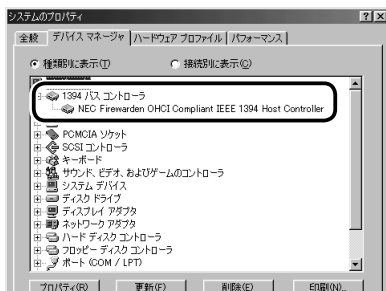 システムのプロパティ
全般 デバイス マネージャ ハードウェア プロファイル パフォーマンス
種類別に表示(T) 接続別に表示(C)
1394 バス コントローラ
NEC Firewarden OHCI Compliant IEEE 1394 Host Controller
PCMCIA ソケット
SCSI コントローラ
キーボード
サウンド、ビデオ、およびゲームのコントローラ
システム デバイス
ディスク ドライブ
ディスプレイ アダプタ
ネットワーク アダプタ
ハード ディスク コントローラ
フロッピー ディスク コントローラ
ポート (COM / LPT)
プロパティ(R) 更新(F) 削除(E) 印刷(N)...